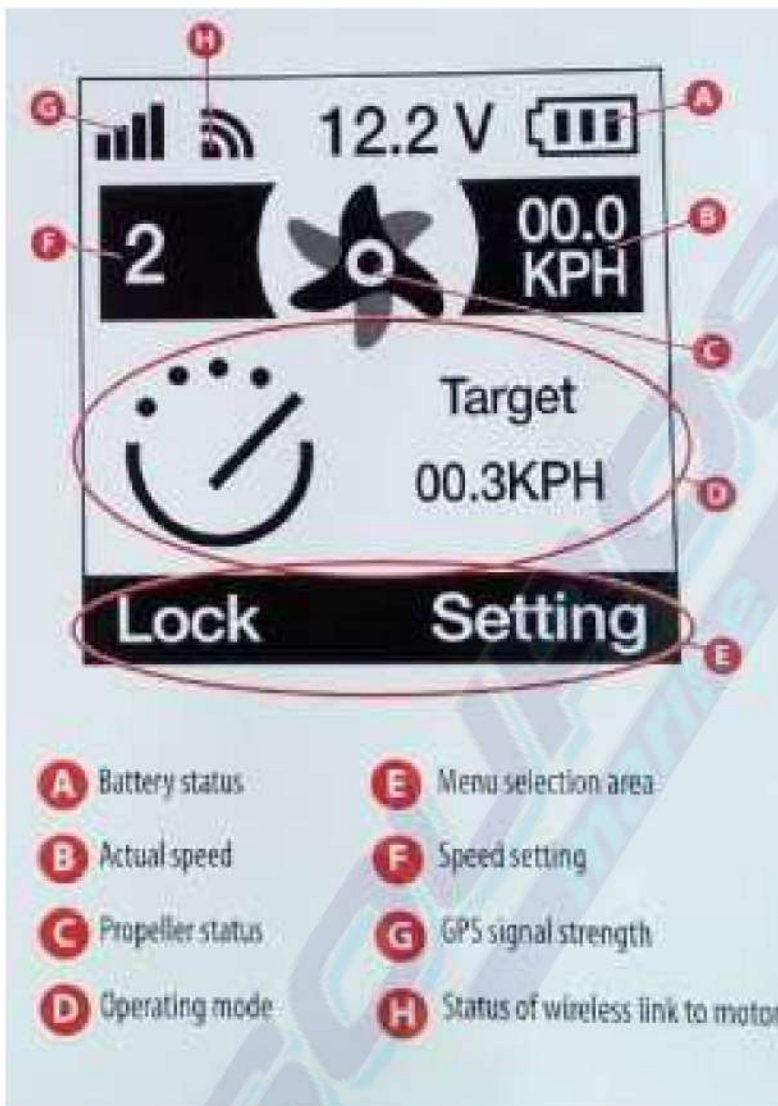 H
G
12.2 V
A
F
2
00.0
KPH
B
C
Target
00.3KPH
D
Lock
Setting
E
A Battery status
E Menu selection area
B Actual speed
F Speed setting
C Propeller status
G GPS signal strength
D Operating mode
H Status of wireless link to motor
marine